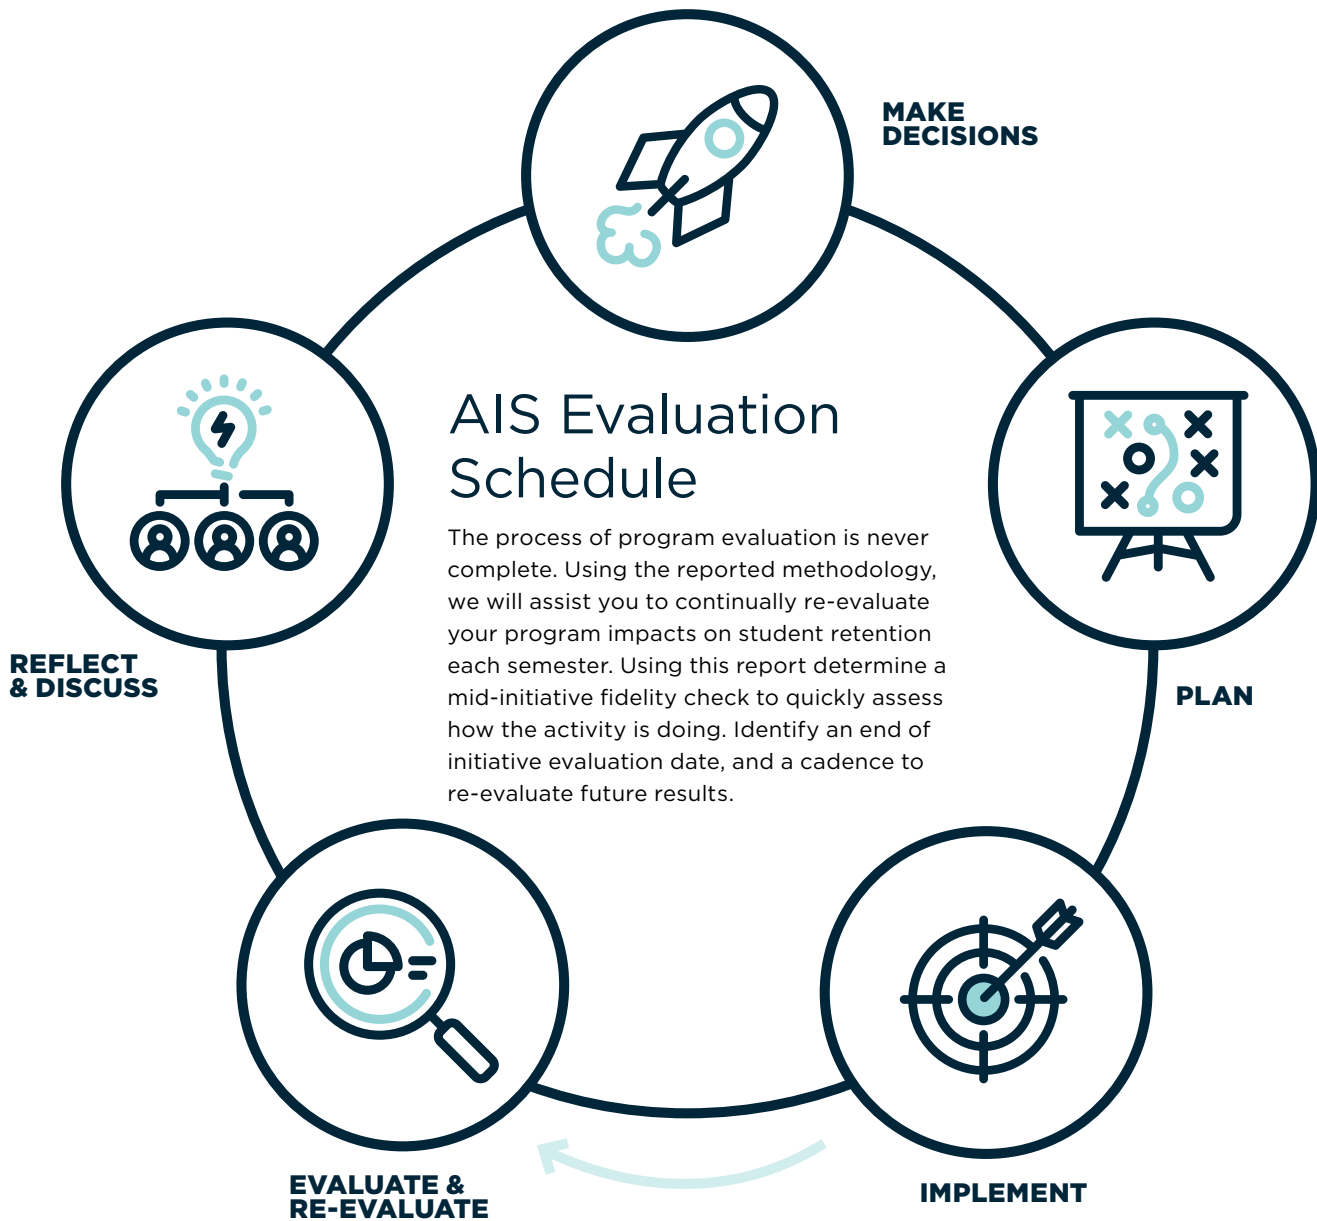 MAKE
DECISIONS
AIS Evaluation
Schedule
The process of program evaluation is never
complete. Using the reported methodology,
we will assist you to continually re-evaluate
your program impacts on student retention
each semester. Using this report determine a
mid-initiative fidelity check to quickly assess
how the activity is doing. Identify an end of
initiative evaluation date, and a cadence to
re-evaluate future results.
REFLECT
& DISCUSS
PLAN
EVALUATE &
RE-EVALUATE
IMPLEMENT